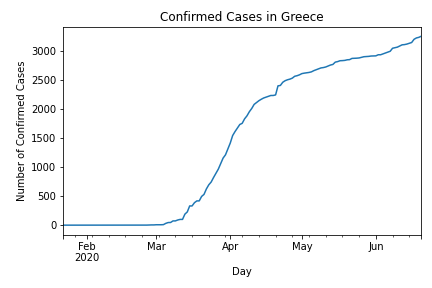 Confirmed Cases in Greece
Number of Confirmed Cases
3000
2500
2000
1500
1000
500
0
Feb Mar Apr May Jun
2020
Day